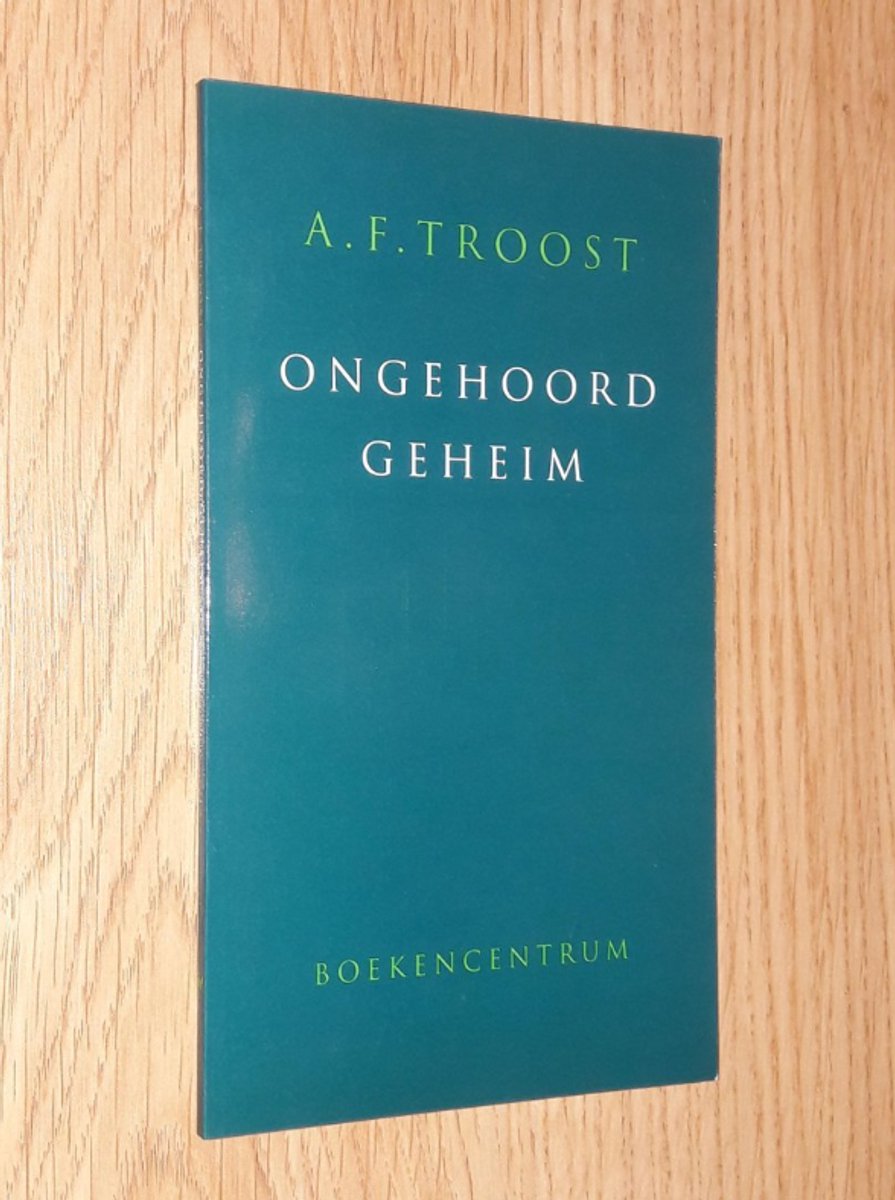 A.F. TROOST
ONGEHOORD
GEHEIM
BOEKENCENTRUM